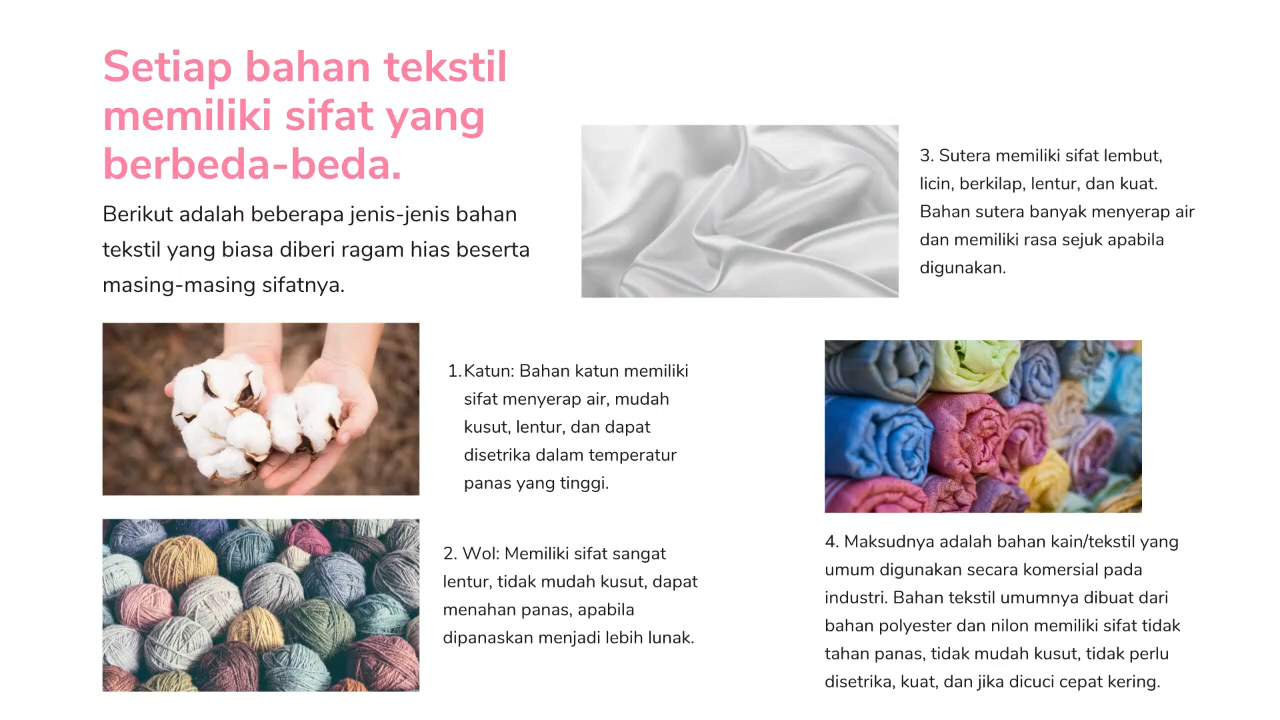 Setiap bahan tekstil
memiliki sifat yang
berbeda-beda.
Berikut adalah beberapa jenis-jenis bahan
tekstil yang biasa diberi ragam hias beserta
masing-masing sifatnya.
1. Katun: Bahan katun memiliki
sifat menyerap air, mudah
kusut, lentur, dan dapat
disetrika dalam temperatur
panas yang tinggi.
2. Wol: Memiliki sifat sangat
lentur, tidak mudah kusut, dapat
menahan panas, apabila
dipanaskan menjadi lebih lunak.
3. Sutera memiliki sifat lembut,
licin, berkilap, lentur, dan kuat.
Bahan sutera banyak menyerap air
dan memiliki rasa sejuk apabila
digunakan.
4. Maksudnya adalah bahan kain/tekstil yang
umum digunakan secara komersial pada
industri. Bahan tekstil umumnya dibuat dari
bahan polyester dan nilon memiliki sifat tidak
tahan panas, tidak mudah kusut, tidak perlu
disetrika, kuat, dan jika dicuci cepat kering.